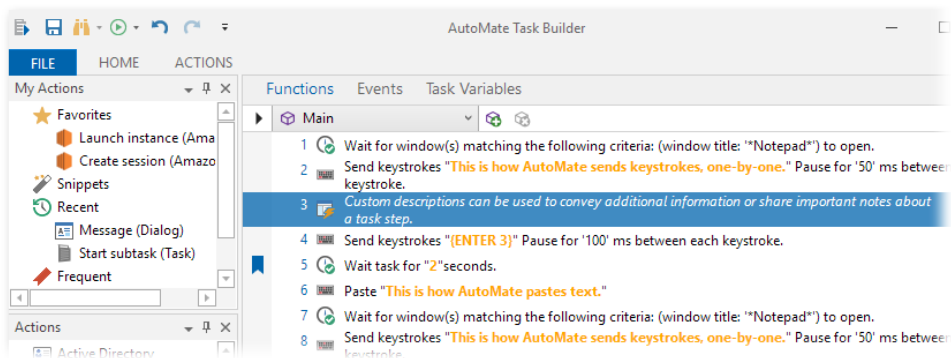 AutoMate Task Builder
FILE HOME ACTIONS
My Actions
Favorites
Launch instance (Ama
Create session (Amazo
Snippets
Recent
Message (Dialog)
Start subtask (Task)
Frequent
Actions
Active Directory
Functions Events Task Variables
Main
1 Wait for window(s) matching the following criteria: (window title: '*Notepad*') to open.
2 Send keystrokes "This is how AutoMate sends keystrokes, one-by-one." Pause for '50' ms between
keystroke.
3 Custom descriptions can be used to convey additional information or share important notes about
a task step.
4 Send keystrokes "{ENTER 3}" Pause for '100' ms between each keystroke.
5 Wait task for "2"seconds.
6 Paste "This is how AutoMate pastes text."
7 Wait for window(s) matching the following criteria: (window title: '*Notepad*') to open.
8 Send keystrokes "This is how AutoMate sends keystrokes, one-by-one." Pause for '50' ms between
keystroke.